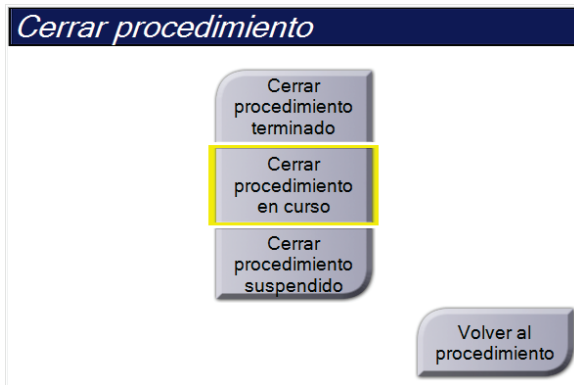 Cerrar procedimiento
Cerrar
procedimiento
terminado
Cerrar
procedimiento
en curso
Cerrar
procedimiento
suspendido
Volver al
procedimiento